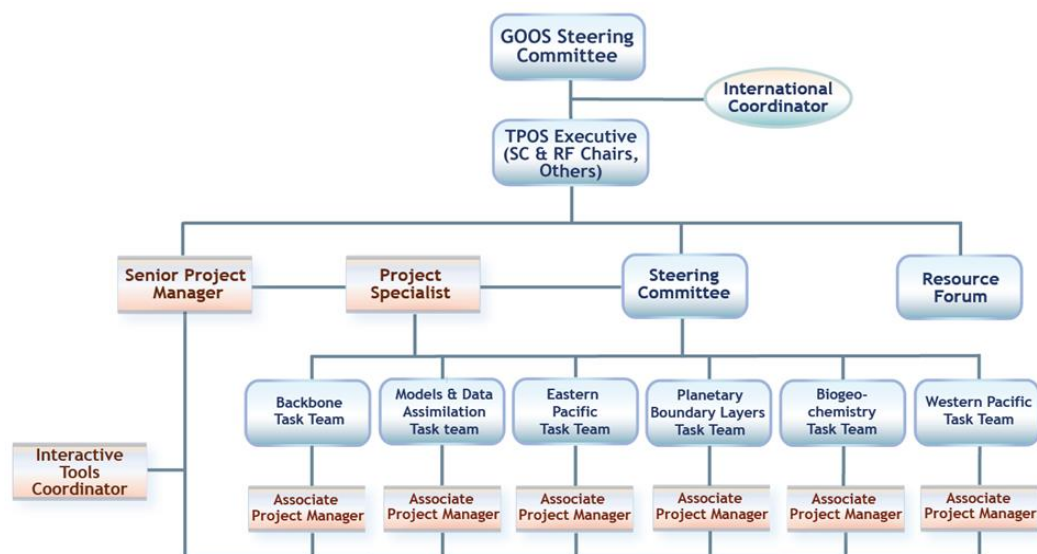 GOOS Steering
Committee
International
Coordinator
TPOS Executive
(SC & RF Chairs,
Others)
Senior Project
Manager
Project
Specialist
Steering
Committee
Resource
Forum
Backbone
Task Team
Models & Data
Assimilation
Task team
Eastern
Pacific
Task Team
Planetary
Boundary Layers
Task Team
Biogeo-
chemistry
Task Team
Western Pacific
Task Team
Interactive
Tools
Coordinator
Associate
Project Manager
Associate
Project Manager
Associate
Project Manager
Associate
Project Manager
Associate
Project Manager
Associate
Project Manager